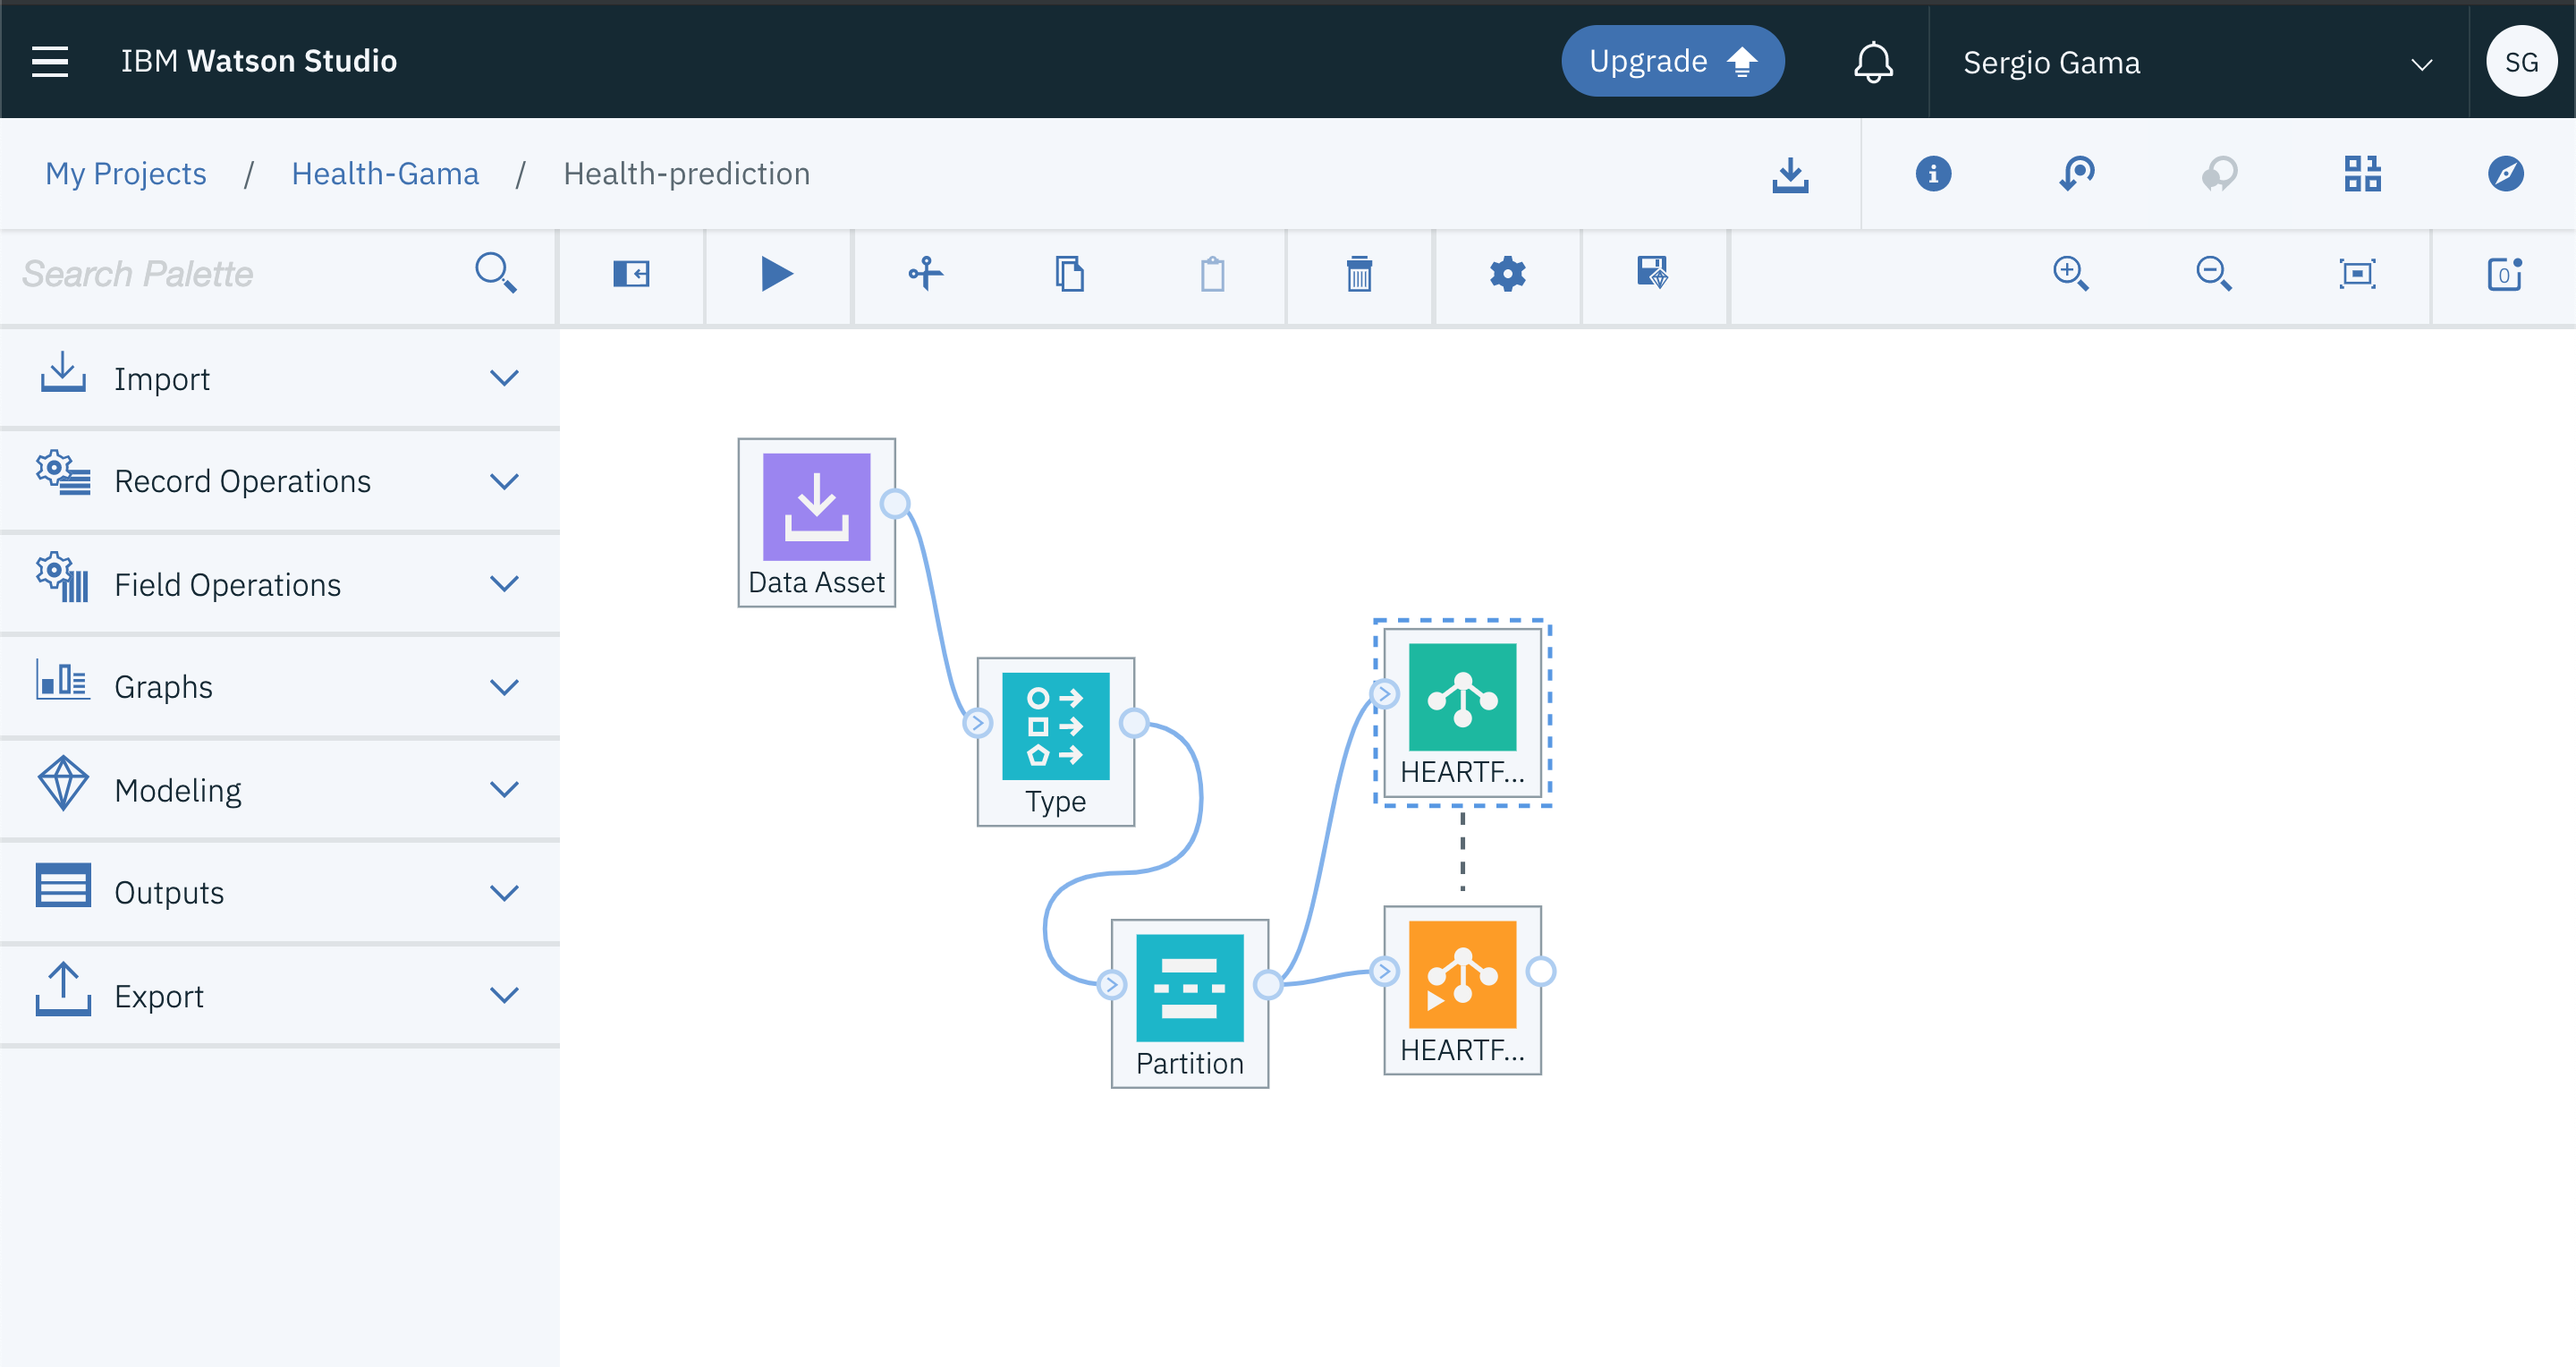 IBM Watson Studio
Upgrade
Sergio Gama
SG
My Projects / Health-Gama / Health-prediction
Search Palette
0
Import
Record Operations
Field Operations
Graphs
Modeling
Outputs
Export
Data Asset
Type
HEARTF...
Partition
HEARTF...